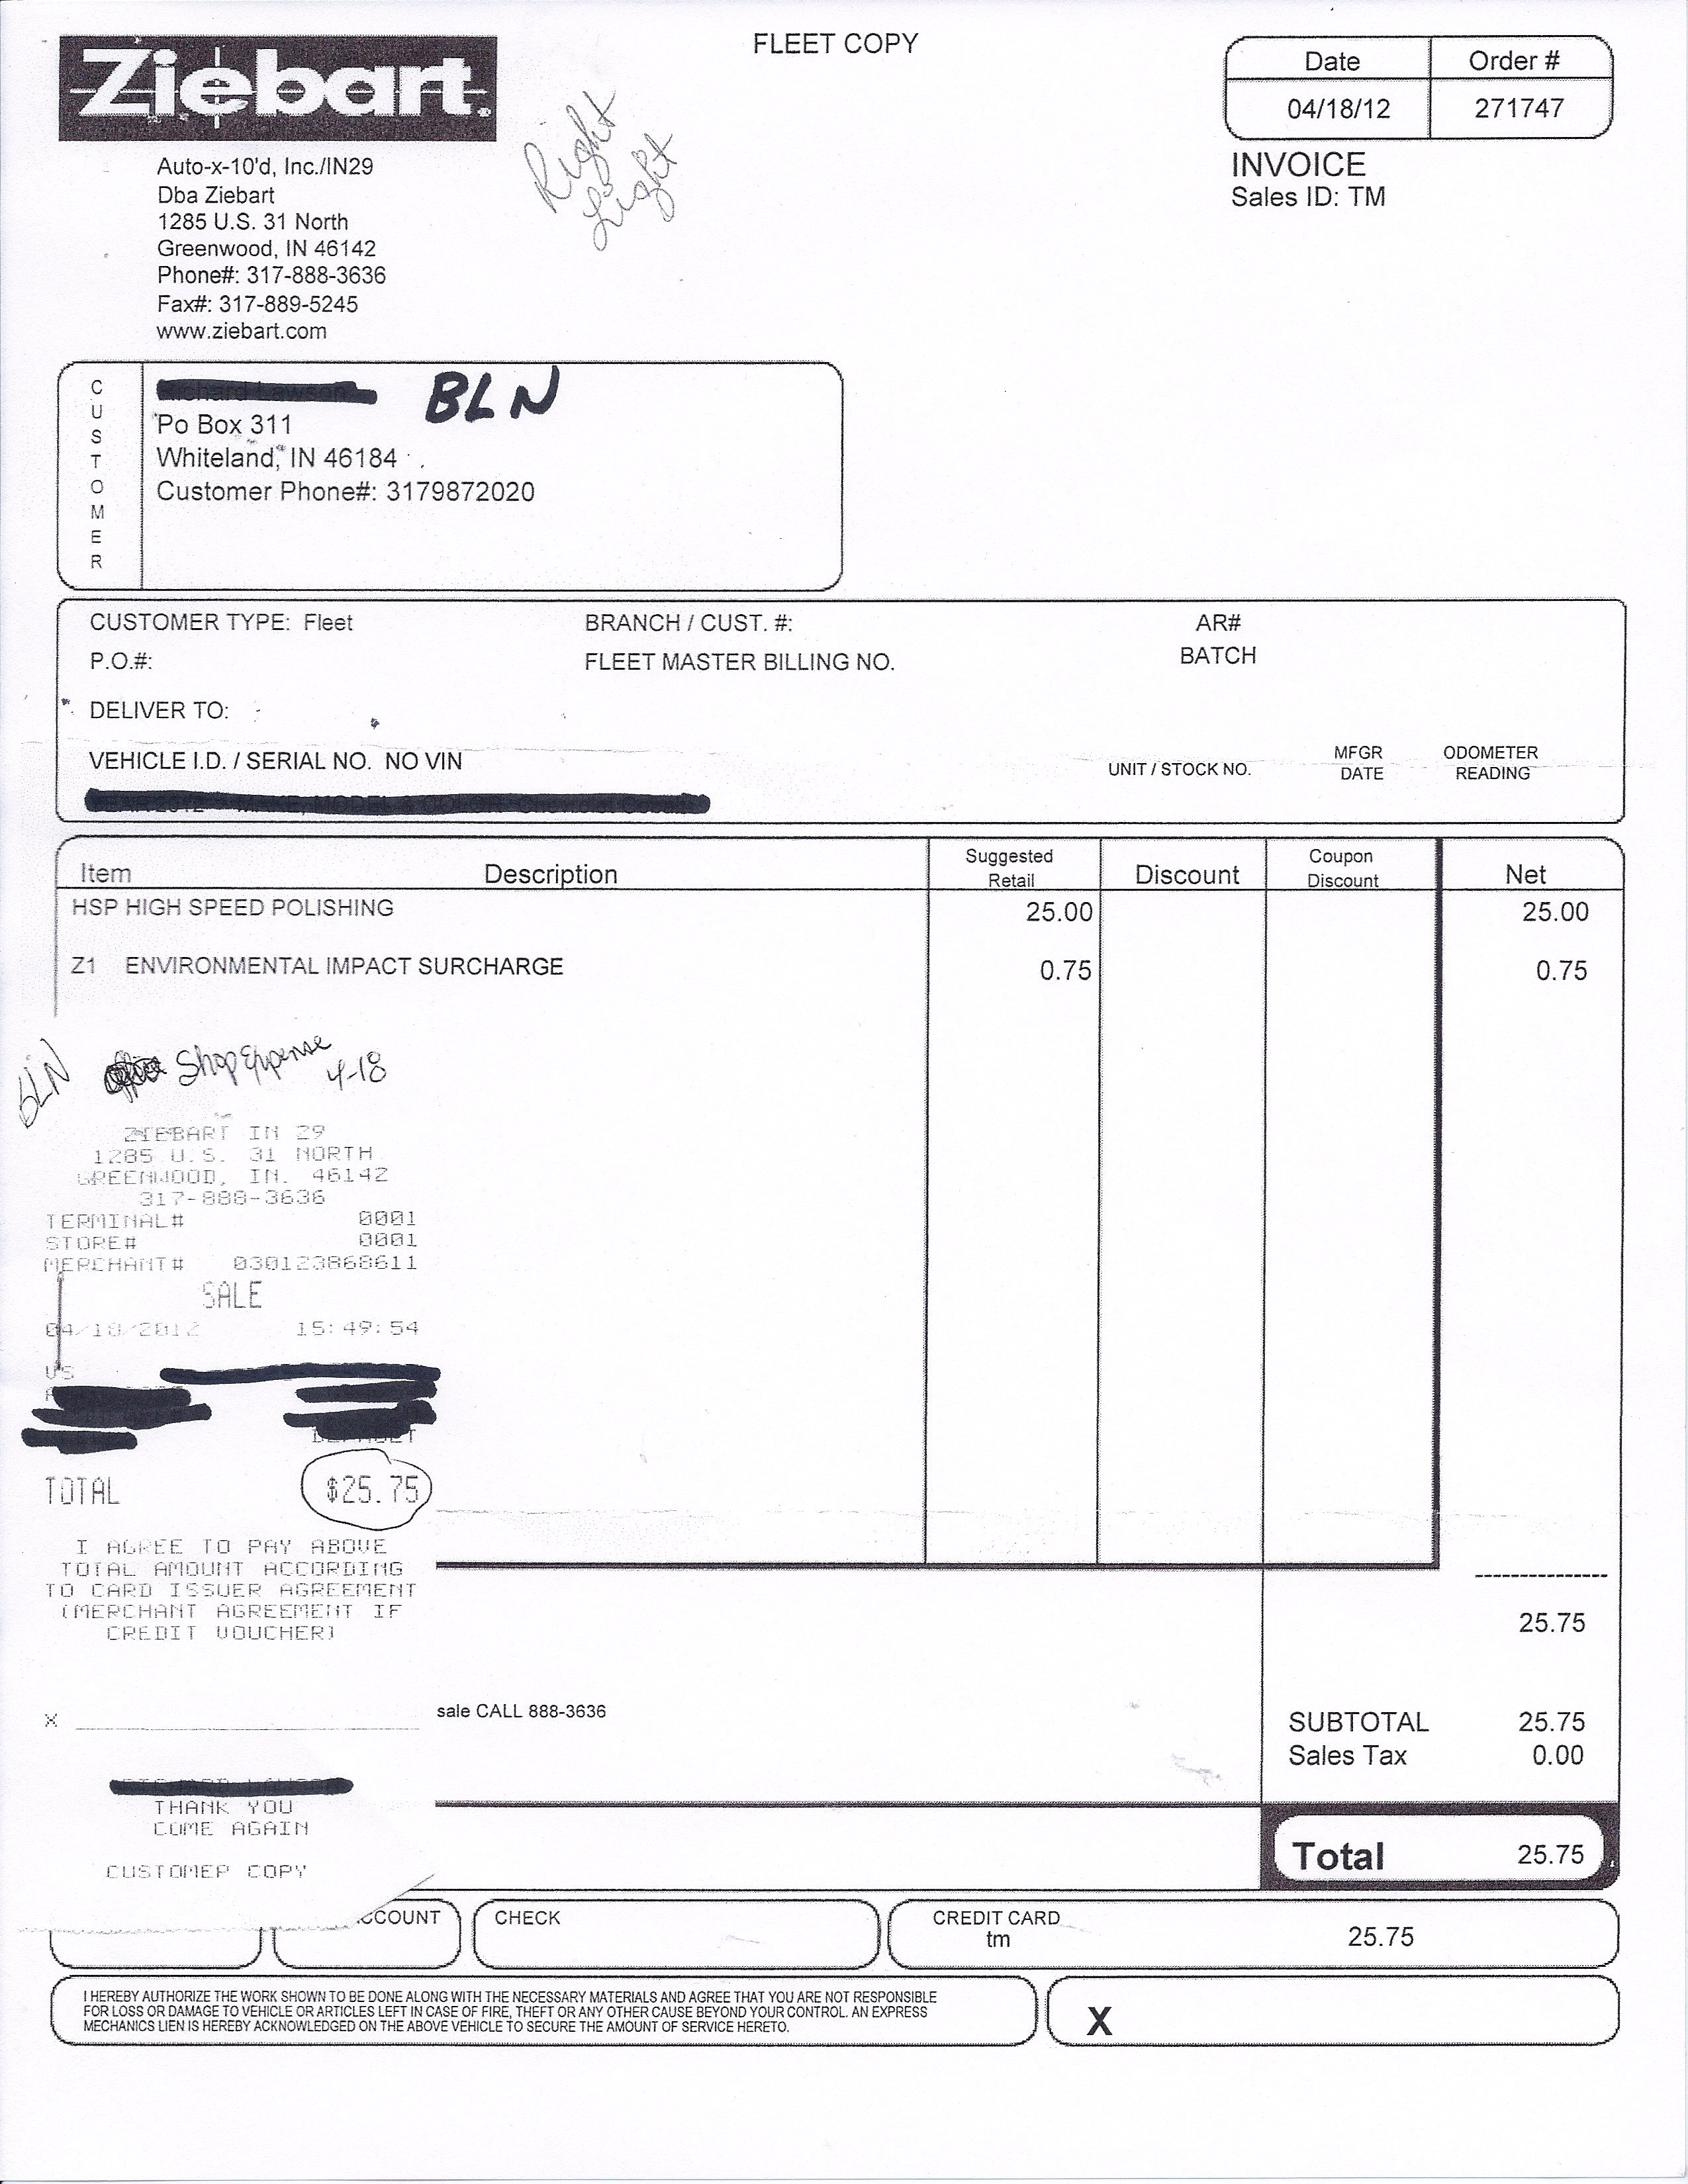 FLEET COPY
Ziebart
Date Order #
04/18/12 271747
INVOICE
Sales ID: TM
Right
Light
Auto-x-10'd, Inc./IN29
Dba Ziebart
1285 U.S. 31 North
Greenwood, IN 46142
Phone#: 317-888-3636
Fax#: 317-889-5245
www.ziebart.com
CUSTOMER
BLN
Po Box 311
Whiteland, IN 46184
Customer Phone#: 3179872020
CUSTOMER TYPE: Fleet BRANCH / CUST. #: AR#
P.O.#: FLEET MASTER BILLING NO. BATCH
DELIVER TO:
VEHICLE I.D. / SERIAL NO. NO VIN UNIT / STOCK NO. MFGR DATE ODOMETER READING
Item Description Suggested Retail Discount Coupon Discount Net
HSP HIGH SPEED POLISHING 25.00 25.00
Z1 ENVIRONMENTAL IMPACT SURCHARGE 0.75 0.75
BLN Shop Expense
4-18
ZIEBART IN 29
1285 U.S. 31 NORTH
GREENWOOD, IN. 46142
317-888-3636
TERMINAL# 0001
STORE# 0001
MERCHANT# 030123868611
SALE
04/18/2012 15:49:54
TOTAL $25.75
I AGREE TO PAY ABOVE
TOTAL AMOUNT ACCORDING
TO CARD ISSUER AGREEMENT
(MERCHANT AGREEMENT IF
CREDIT VOUCHER)
X
THANK YOU
COME AGAIN
CUSTOMER COPY
25.75
sale CALL 888-3636
SUBTOTAL 25.75
Sales Tax 0.00
Total 25.75
CCOUNT CHECK CREDIT CARD
tm 25.75
I HEREBY AUTHORIZE THE WORK SHOWN TO BE DONE ALONG WITH THE NECESSARY MATERIALS AND AGREE THAT YOU ARE NOT RESPONSIBLE
FOR LOSS OR DAMAGE TO VEHICLE OR ARTICLES LEFT IN CASE OF FIRE, THEFT OR ANY OTHER CAUSE BEYOND YOUR CONTROL. AN EXPRESS
MECHANICS LIEN IS HEREBY ACKNOWLEDGED ON THE ABOVE VEHICLE TO SECURE THE AMOUNT OF SERVICE HERETO.
X